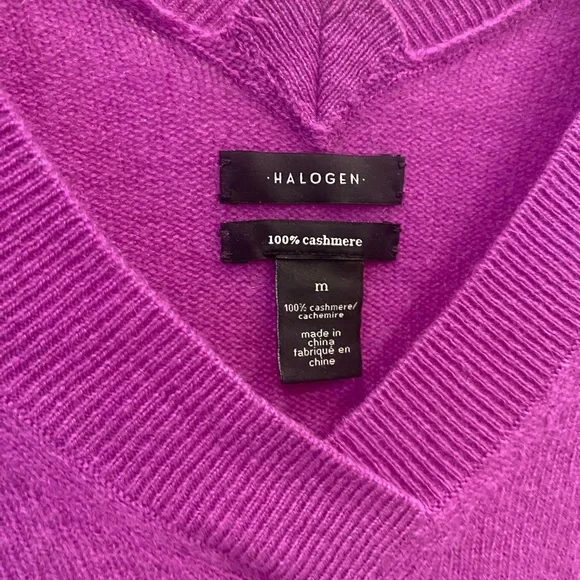 ·HALOGEN·
100% cashmere
m
100% cashmere/
cachemire
made in
china
fabriqué en
chine